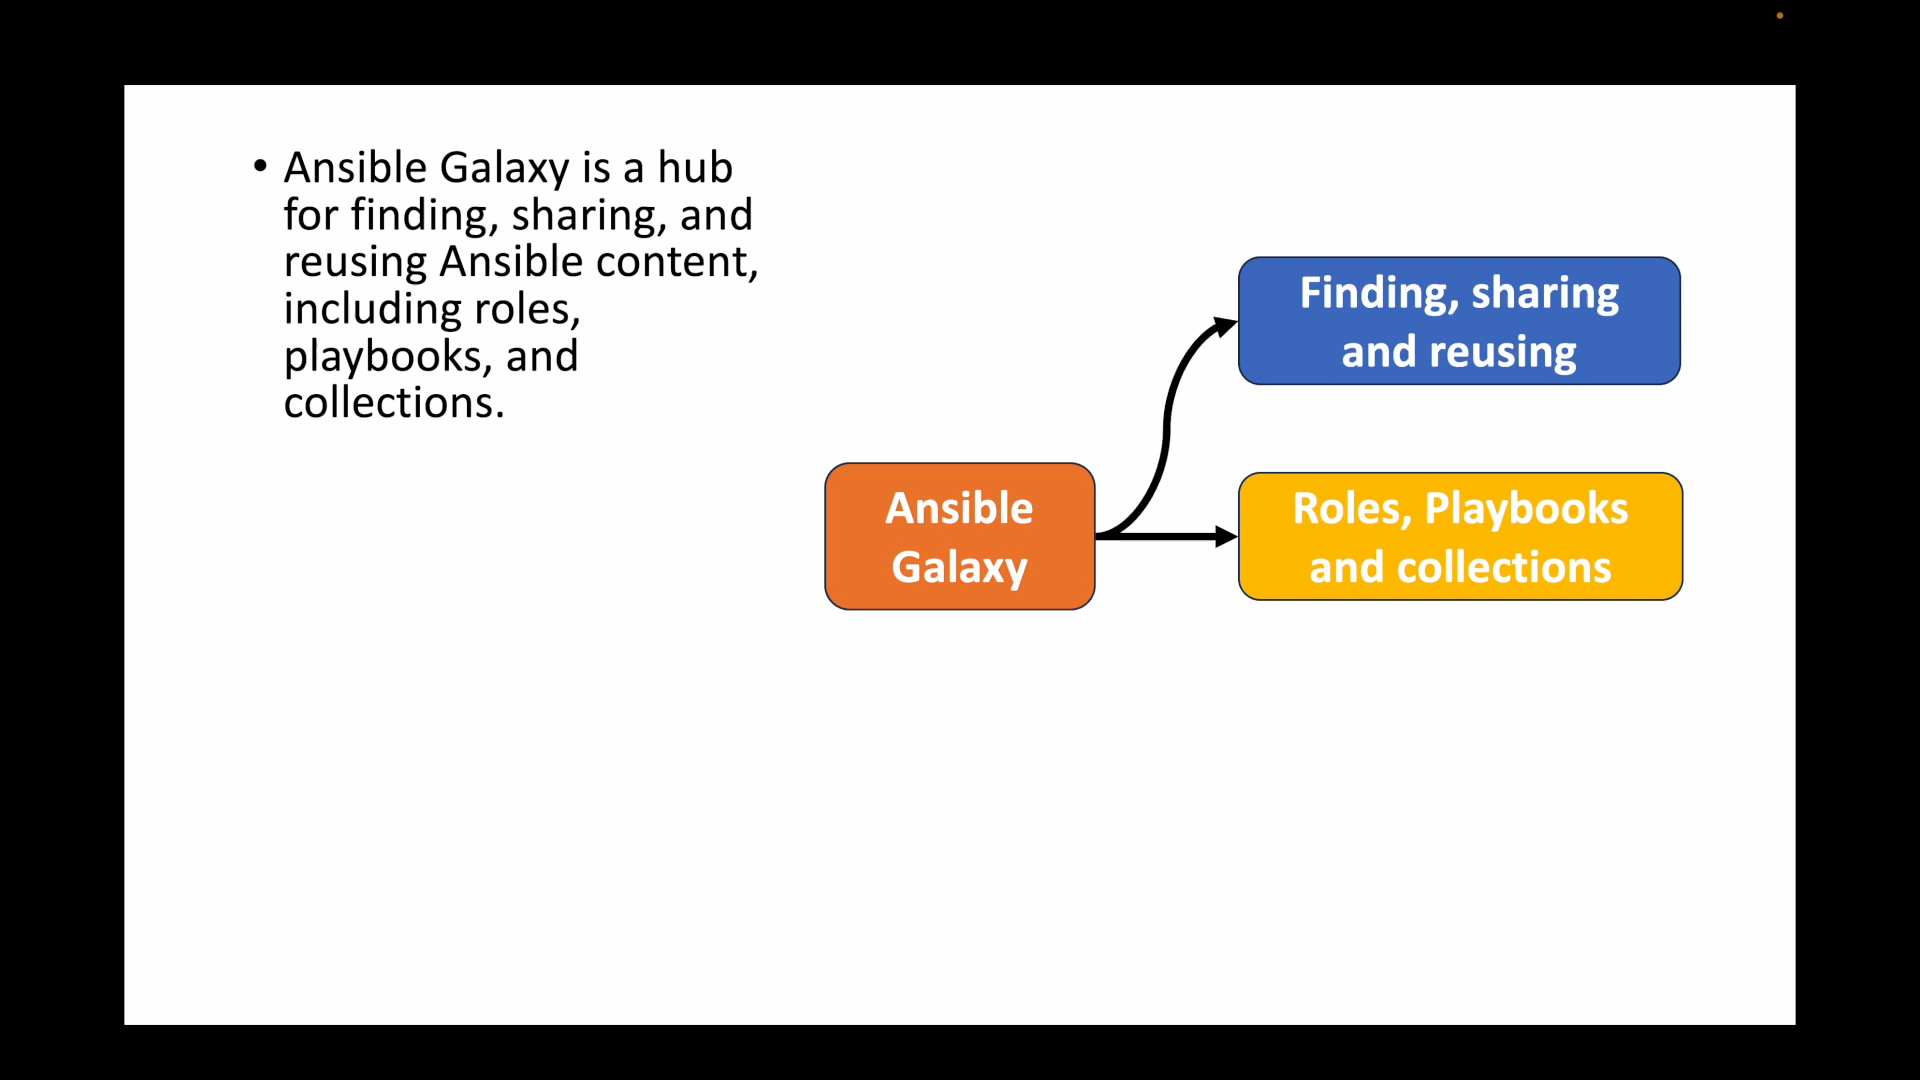 • Ansible Galaxy is a hub
for finding, sharing, and
reusing Ansible content,
including roles,
playbooks, and
collections.
Finding, sharing
and reusing
Ansible
Galaxy
Roles, Playbooks
and collections